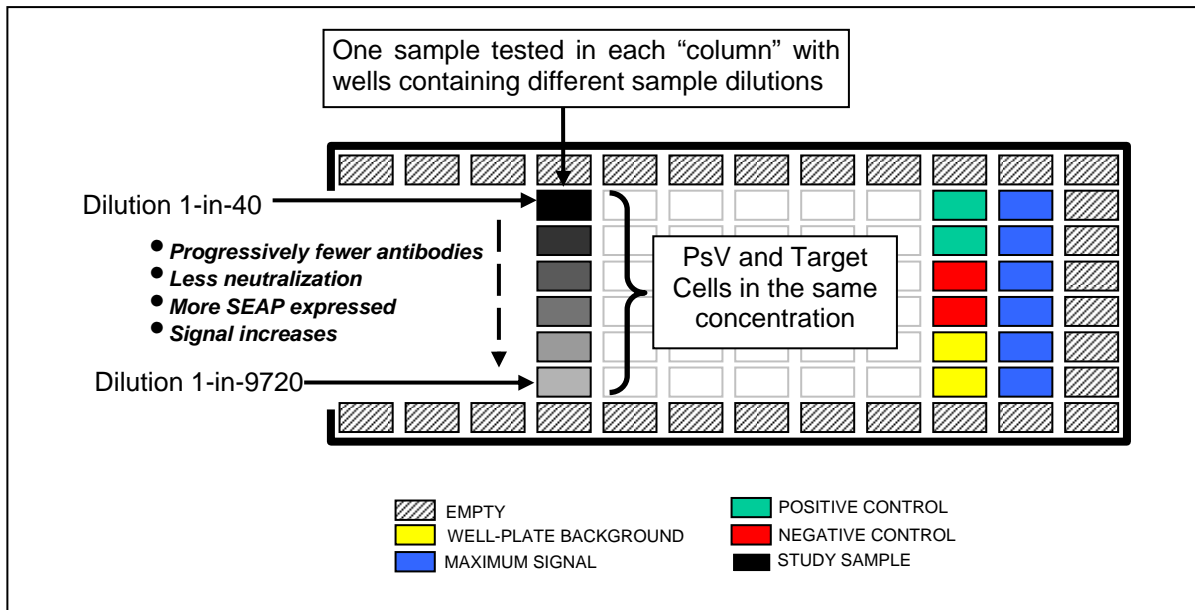 One sample tested in each “column” with
wells containing different sample dilutions
Dilution 1-in-40
• Progressively fewer antibodies
• Less neutralization
• More SEAP expressed
• Signal increases
Dilution 1-in-9720
PsV and Target
Cells in the same
concentration
EMPTY
WELL-PLATE BACKGROUND
MAXIMUM SIGNAL
POSITIVE CONTROL
NEGATIVE CONTROL
STUDY SAMPLE